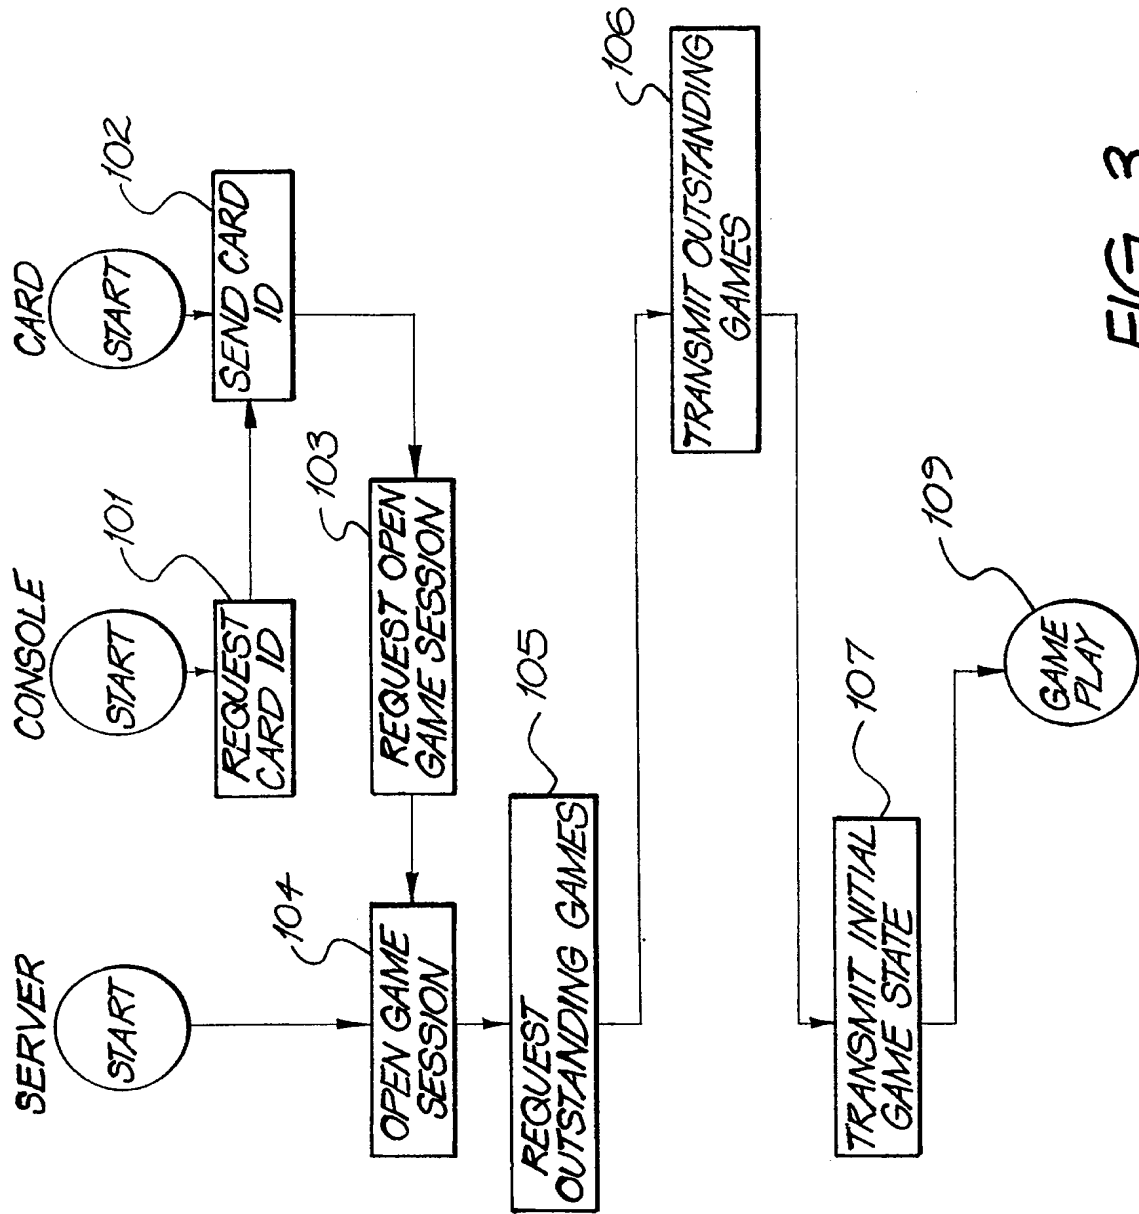 SERVER
CONSOLE
CARD
START
START
START
101
REQUEST
CARD ID
102
SEND CARD
ID
103
REQUEST OPEN
GAME SESSION
104
OPEN GAME
SESSION
105
REQUEST
OUTSTANDING GAMES
106
TRANSMIT OUTSTANDING
GAMES
107
TRANSMIT INITIAL
GAME STATE
109
GAME
PLAY
FIG. 3